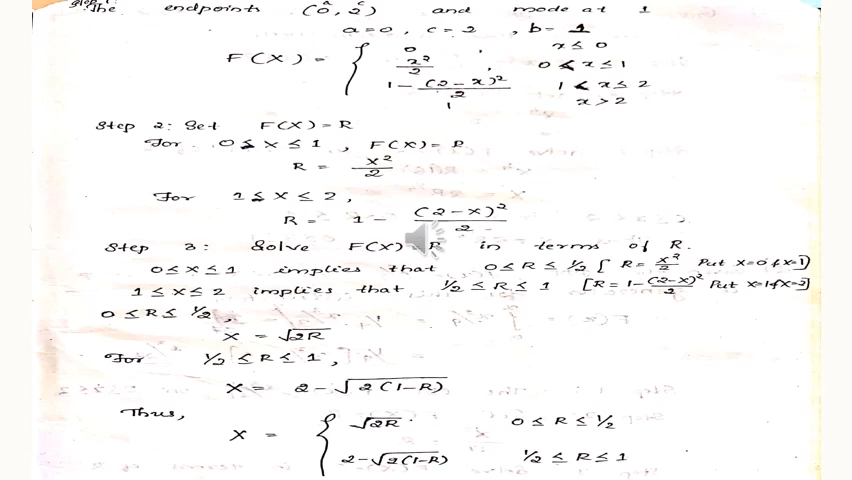 The endpoints (0, 2) and mode at 1
a c
a=0, c=2, b=1
F(X) = { 0, x≤0
x²/2, 0<x≤1
1-(2-x)²/2 1<x≤2
1 x>2
Step 2: Set F(X)=R
For 0≤X≤1, F(X)=R
R = X²/2
For 1≤X≤2,
R = 1 - (2-X)²/2
Step 3: Solve F(X)=R in terms of R.
0≤X≤1 implies that 0≤R≤1/2 [R=X²/2 Put X=0 & X=1)
1≤X≤2 implies that 1/2≤R≤1 [R=1-(2-X)²/2 Put X=1 & X=2]
0≤R≤1/2,
X = √2R
For 1/2≤R≤1,
X = 2-√2(1-R)
Thus,
X = { √2R 0≤R≤1/2
2-√2(1-R) 1/2≤R≤1